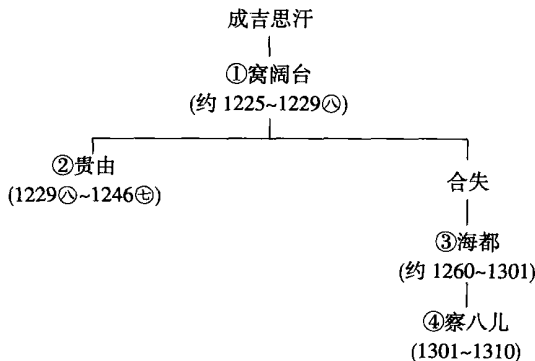 成吉思汗
①窝阔台
(约 1225~1229㊇)
②贵由
(1229㊇~1246㊆)
合失
③海都
(约 1260~1301)
④察八儿
(1301~1310)